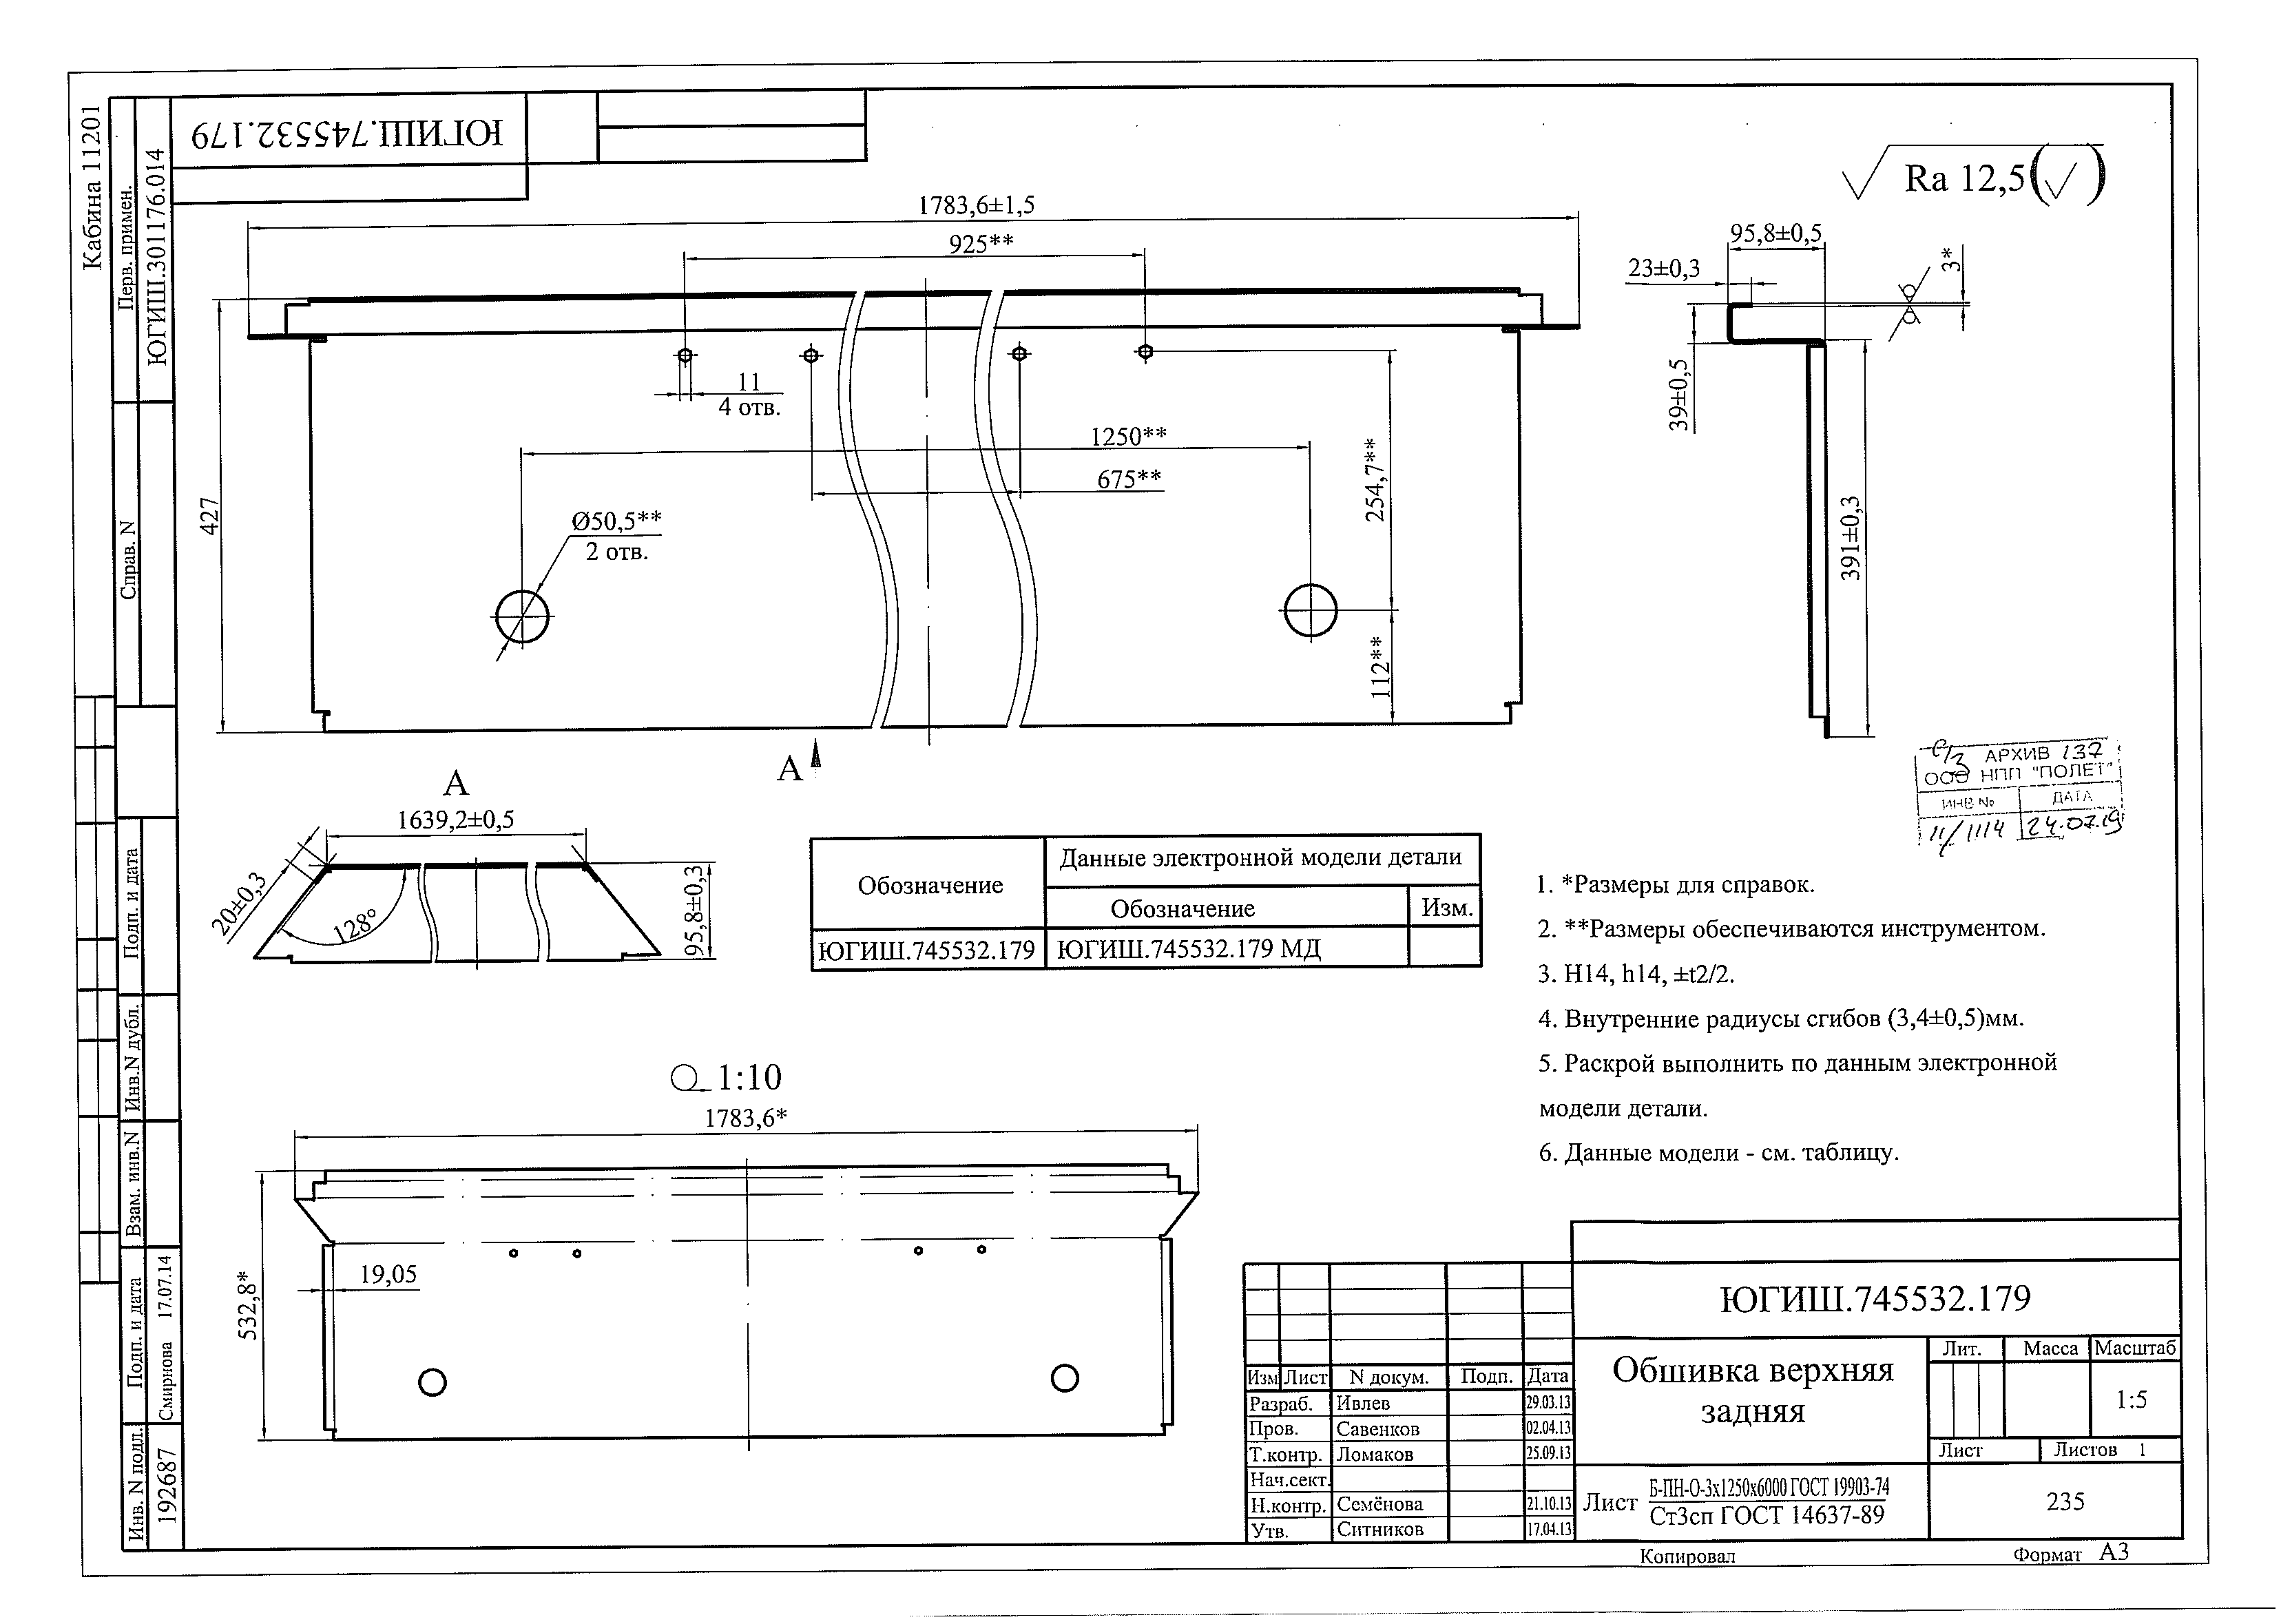 Кабина 11201
Перв. примен.
ЮГИШ.301176.014
Справ. N
Подп. и дата
Инв.N дубл.
Взам. инв.N
Подп. и дата
Смирнова 17.07.14
Инв. N подл.
192687
ЮГИШ.745532.179
√ Ra 12,5(√)
1783,6±1,5
925**
11
4 отв.
1250**
675**
Ø50,5**
2 отв.
427
254,7**
112**
А
95,8±0,5
23±0,3
3*
39±0,5
391±0,3
А
1639,2±0,5
20±0,3
128°
95,8±0,3
Обозначение
Данные электронной модели детали
Обозначение Изм.
ЮГИШ.745532.179 ЮГИШ.745532.179 МД
АРХИВ 137
ООО НПП "ПОЛЕТ"
ИНВ № ДАТА
11/1114 24.07.19
1. *Размеры для справок.
2. **Размеры обеспечиваются инструментом.
3. H14, h14, ±t2/2.
4. Внутренние радиусы сгибов (3,4±0,5)мм.
5. Раскрой выполнить по данным электронной
модели детали.
6. Данные модели - см. таблицу.
1:10
1783,6*
532,8*
19,05
ЮГИШ.745532.179
Обшивка верхняя
задняя
Лит. Масса Масштаб
1:5
Лист Листов 1
Изм Лист N докум. Подп. Дата
Разраб. Ивлев 29.03.13
Пров. Савенков 02.04.13
Т.контр. Ломаков 25.09.13
Нач.сект.
Н.контр. Семёнова 21.10.13
Утв. Ситников 17.04.13
Лист Б-ПН-О-3х1250х6000 ГОСТ 19903-74
Ст3сп ГОСТ 14637-89
235
Копировал Формат А3